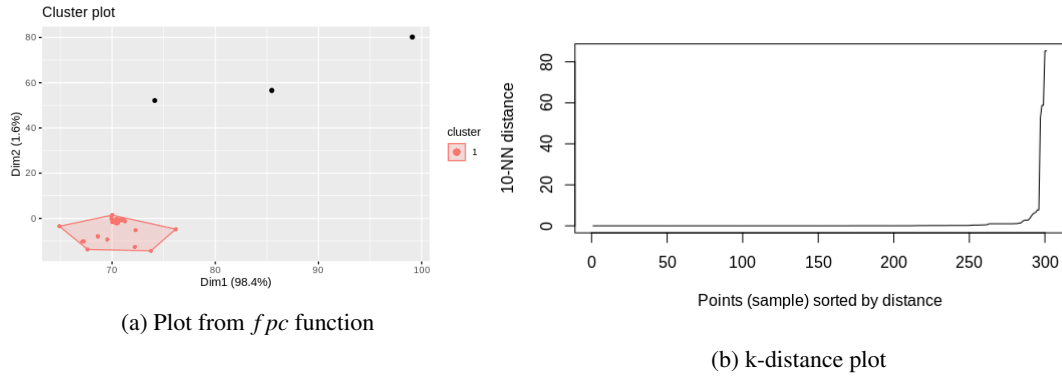 Cluster plot
80
60
40
20
0
Dim2 (1.6%)
70
80
90
100
Dim1 (98.4%)
cluster
1
(a) Plot from fpc function
80
60
40
20
0
10-NN distance
0
50
100
150
200
250
300
Points (sample) sorted by distance
(b) k-distance plot